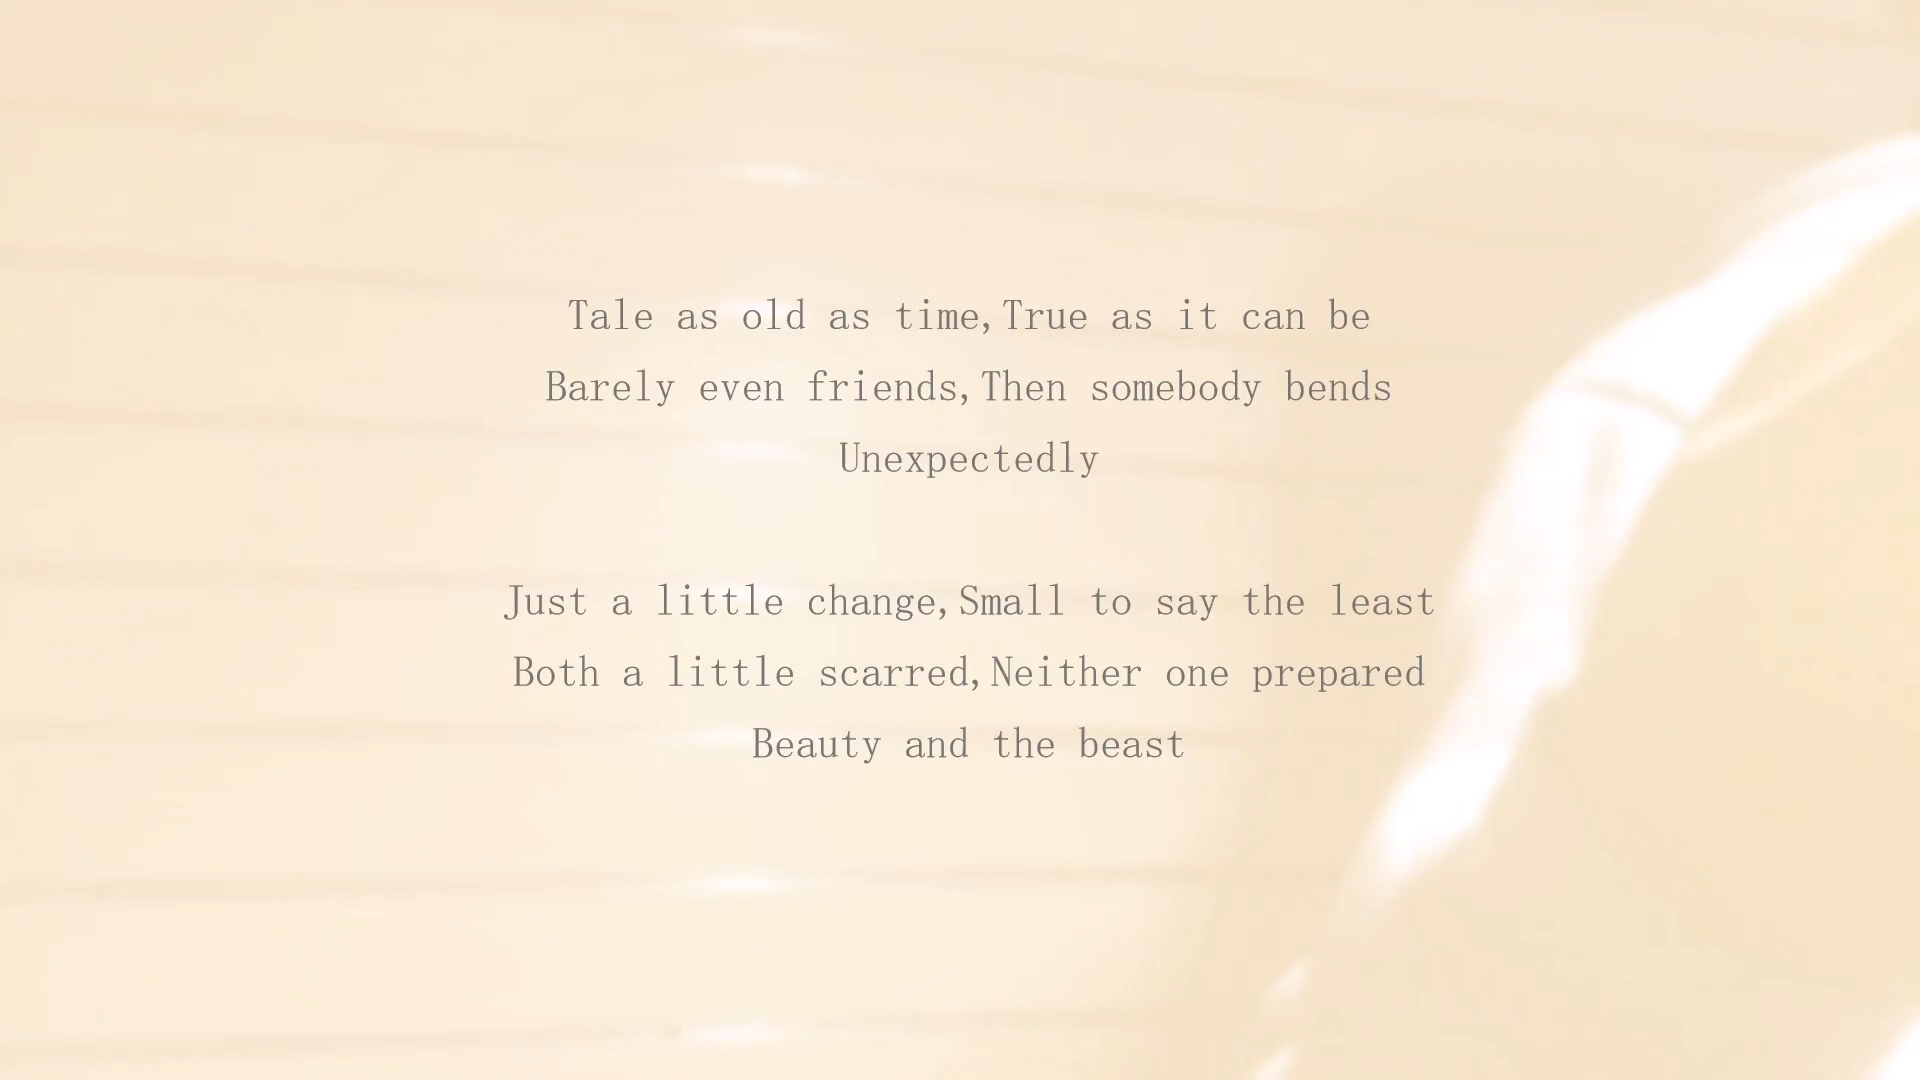 Tale as old as time,True as it can be
Barely even friends,Then somebody bends
Unexpectedly
Just a little change,Small to say the least
Both a little scarred,Neither one prepared
Beauty and the beast